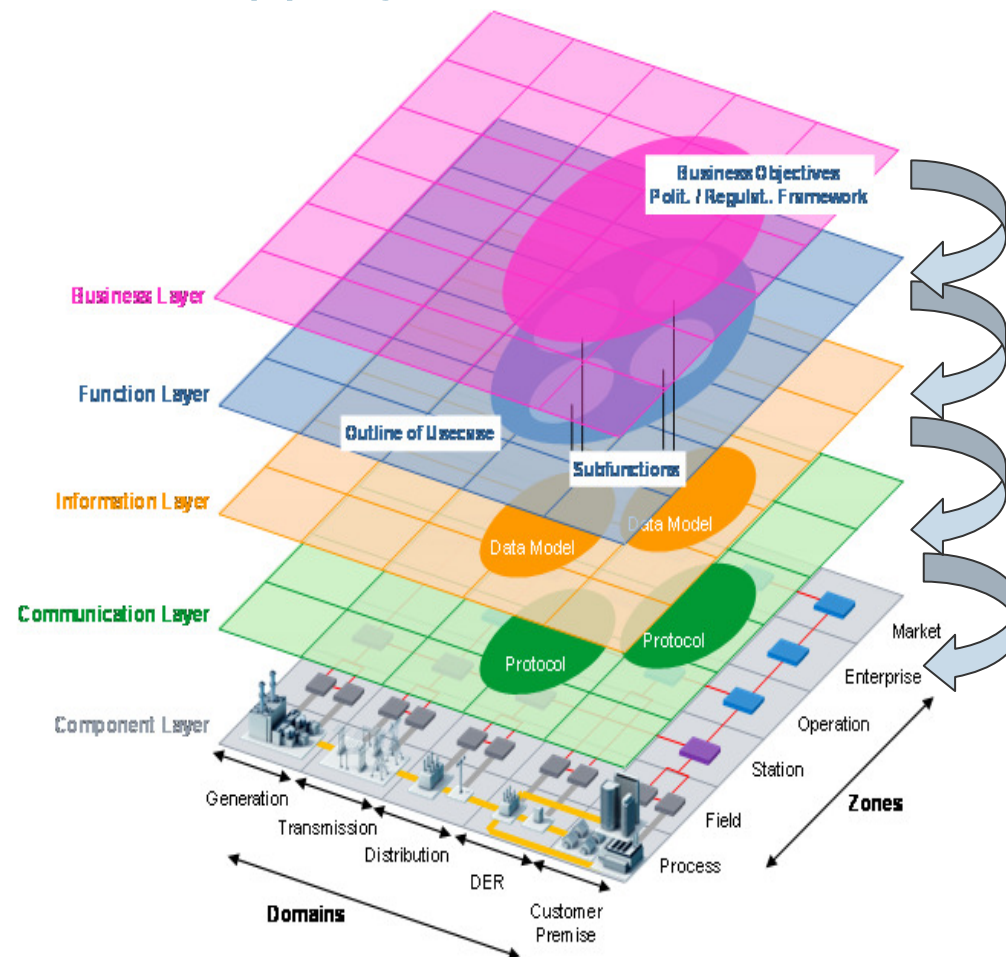 Business Objectives
Polit. / Regulat.. Framework
Business Layer
Function Layer
Outline of Usecase
Subfunctions
Information Layer
Data Model
Data Model
Communication Layer
Protocol
Protocol
Component Layer
Market
Enterprise
Operation
Station
Field
Process
Zones
Generation
Transmission
Distribution
DER
Customer
Premise
Domains